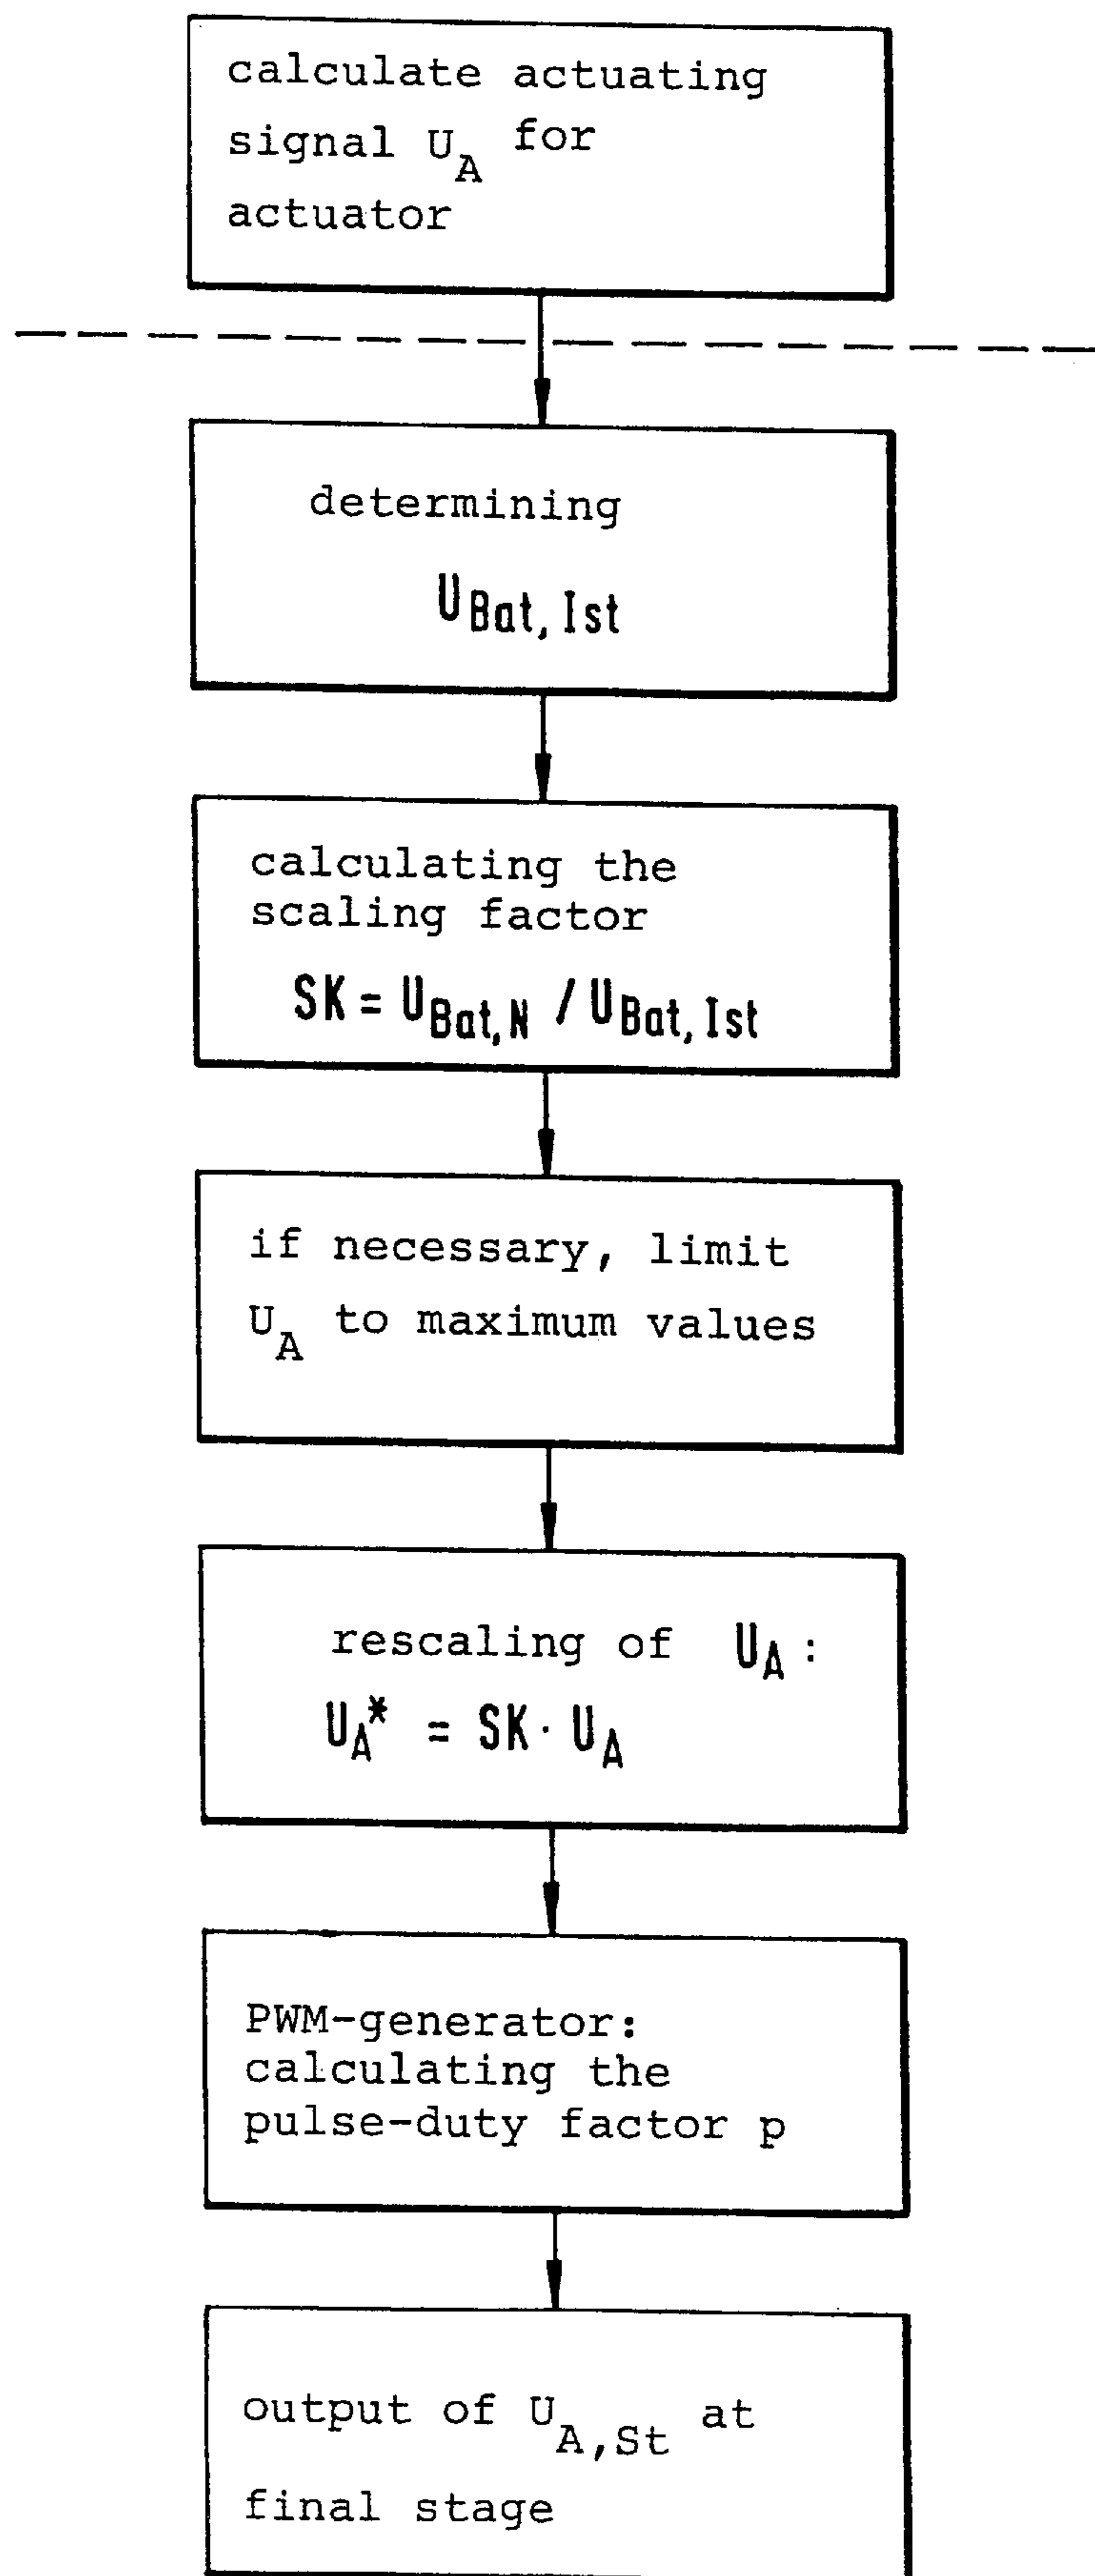 calculate actuating
signal U_A for
actuator
determining
U_Bat, Ist
calculating the
scaling factor
SK = U_Bat,N / U_Bat, Ist
if necessary, limit
U_A to maximum values
rescaling of U_A :
U_A* = SK · U_A
PWM-generator:
calculating the
pulse-duty factor p
output of U_A,St at
final stage